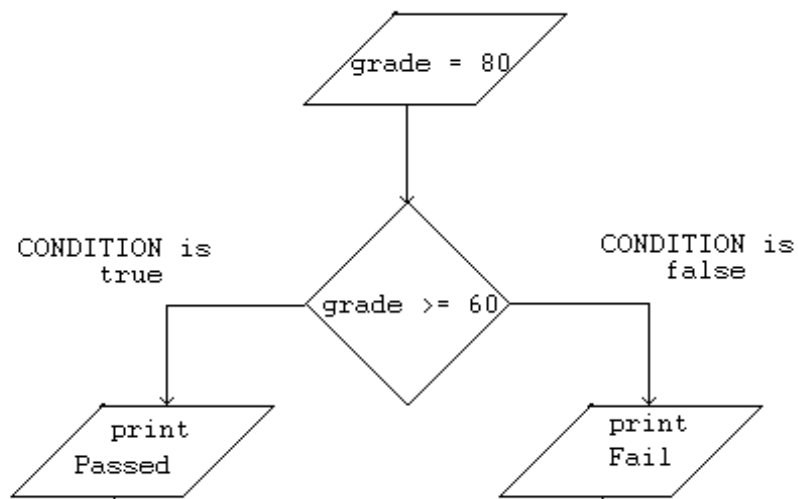 grade = 80
CONDITION is
true
CONDITION is
false
grade >= 60
print
Passed
print
Fail